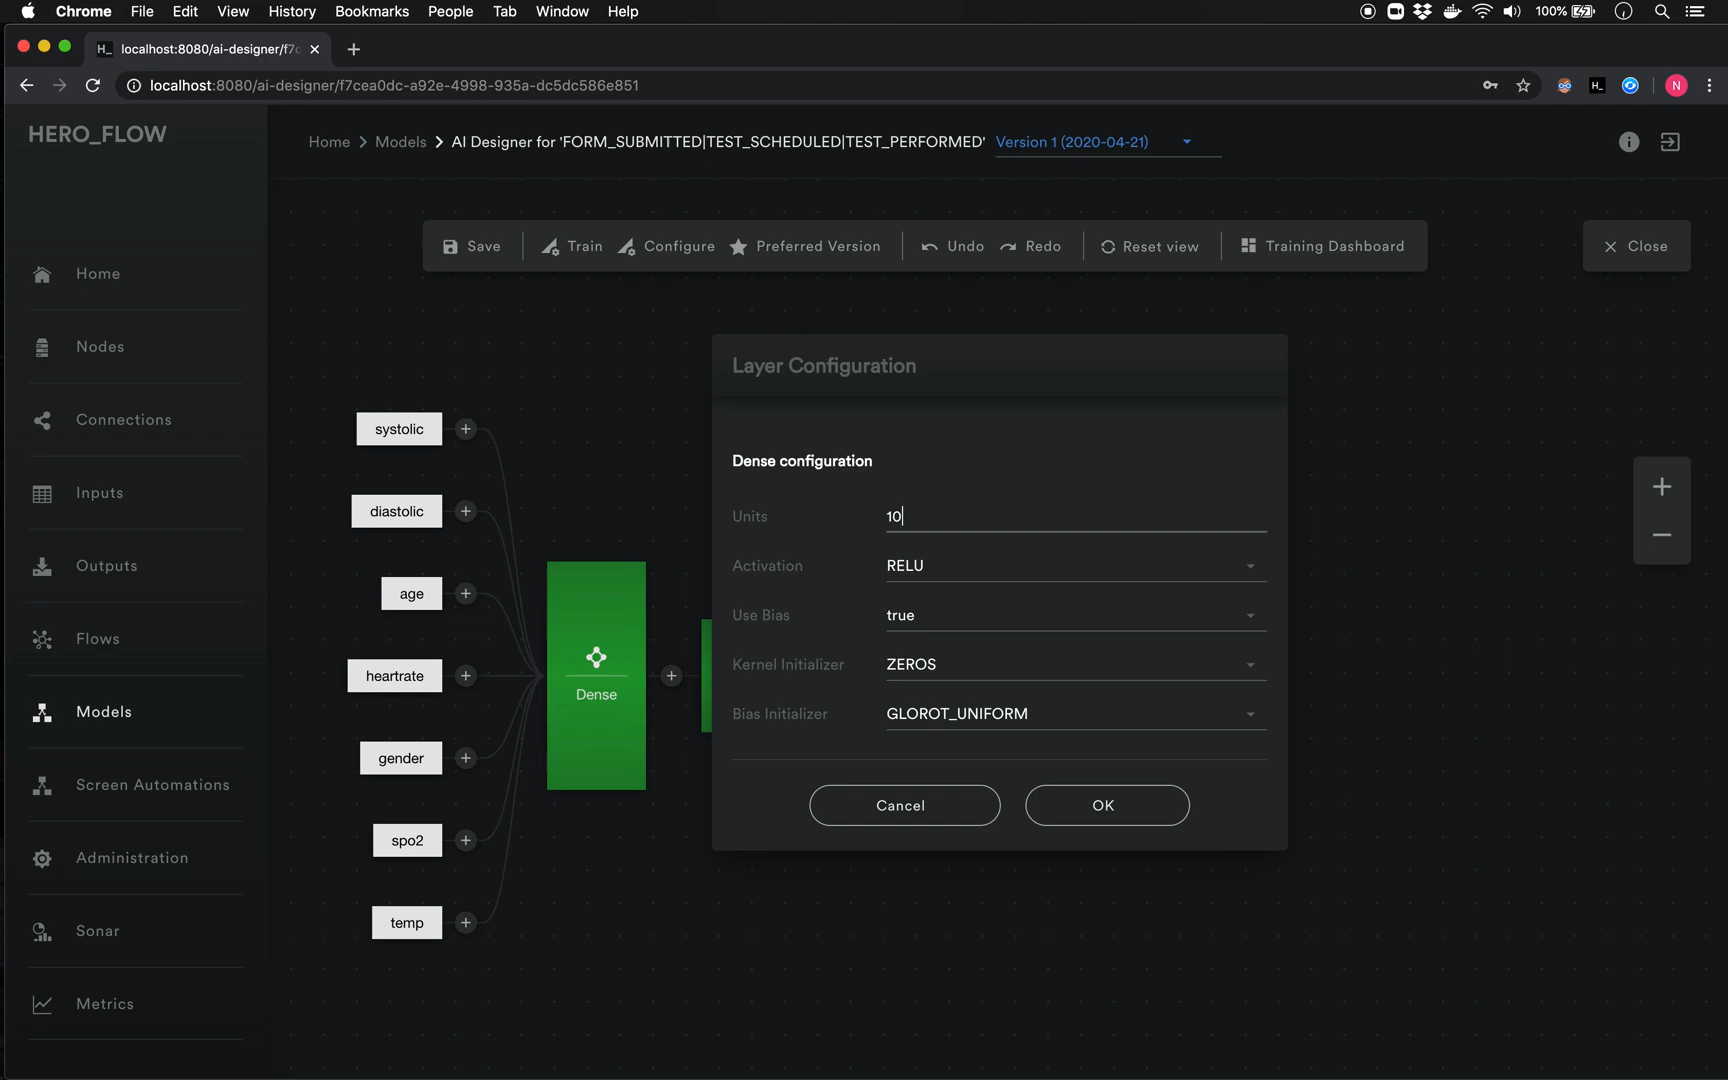 Chrome File Edit View History Bookmarks People Tab Window Help 100%
H_ localhost:8080/ai-designer/f7c
localhost:8080/ai-designer/f7cea0dc-a92e-4998-935a-dc5dc586e851 H_ N
HERO_FLOW
Home > Models > AI Designer for 'FORM_SUBMITTED|TEST_SCHEDULED|TEST_PERFORMED' Version 1 (2020-04-21)
Save Train Configure Preferred Version Undo Redo Reset view Training Dashboard Close
Home
Nodes
Connections
Inputs
Outputs
Flows
Models
Screen Automations
Administration
Sonar
Metrics
systolic
diastolic
age
heartrate
gender
spo2
temp
Dense
Layer Configuration
Dense configuration
Units 10
Activation RELU
Use Bias true
Kernel Initializer ZEROS
Bias Initializer GLOROT_UNIFORM
Cancel OK